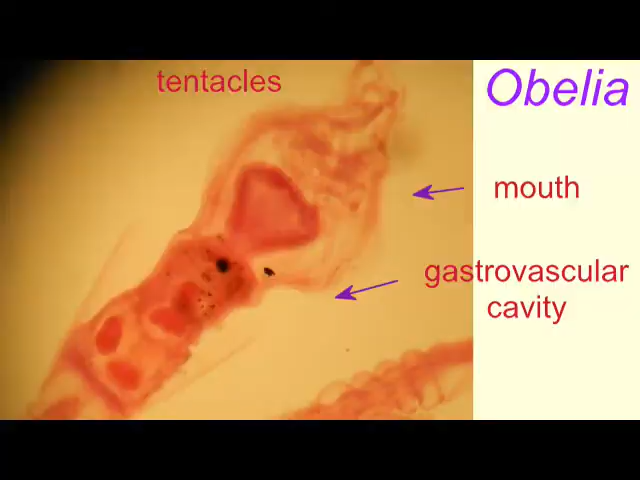 tentacles
Obelia
mouth
gastrovascular
cavity